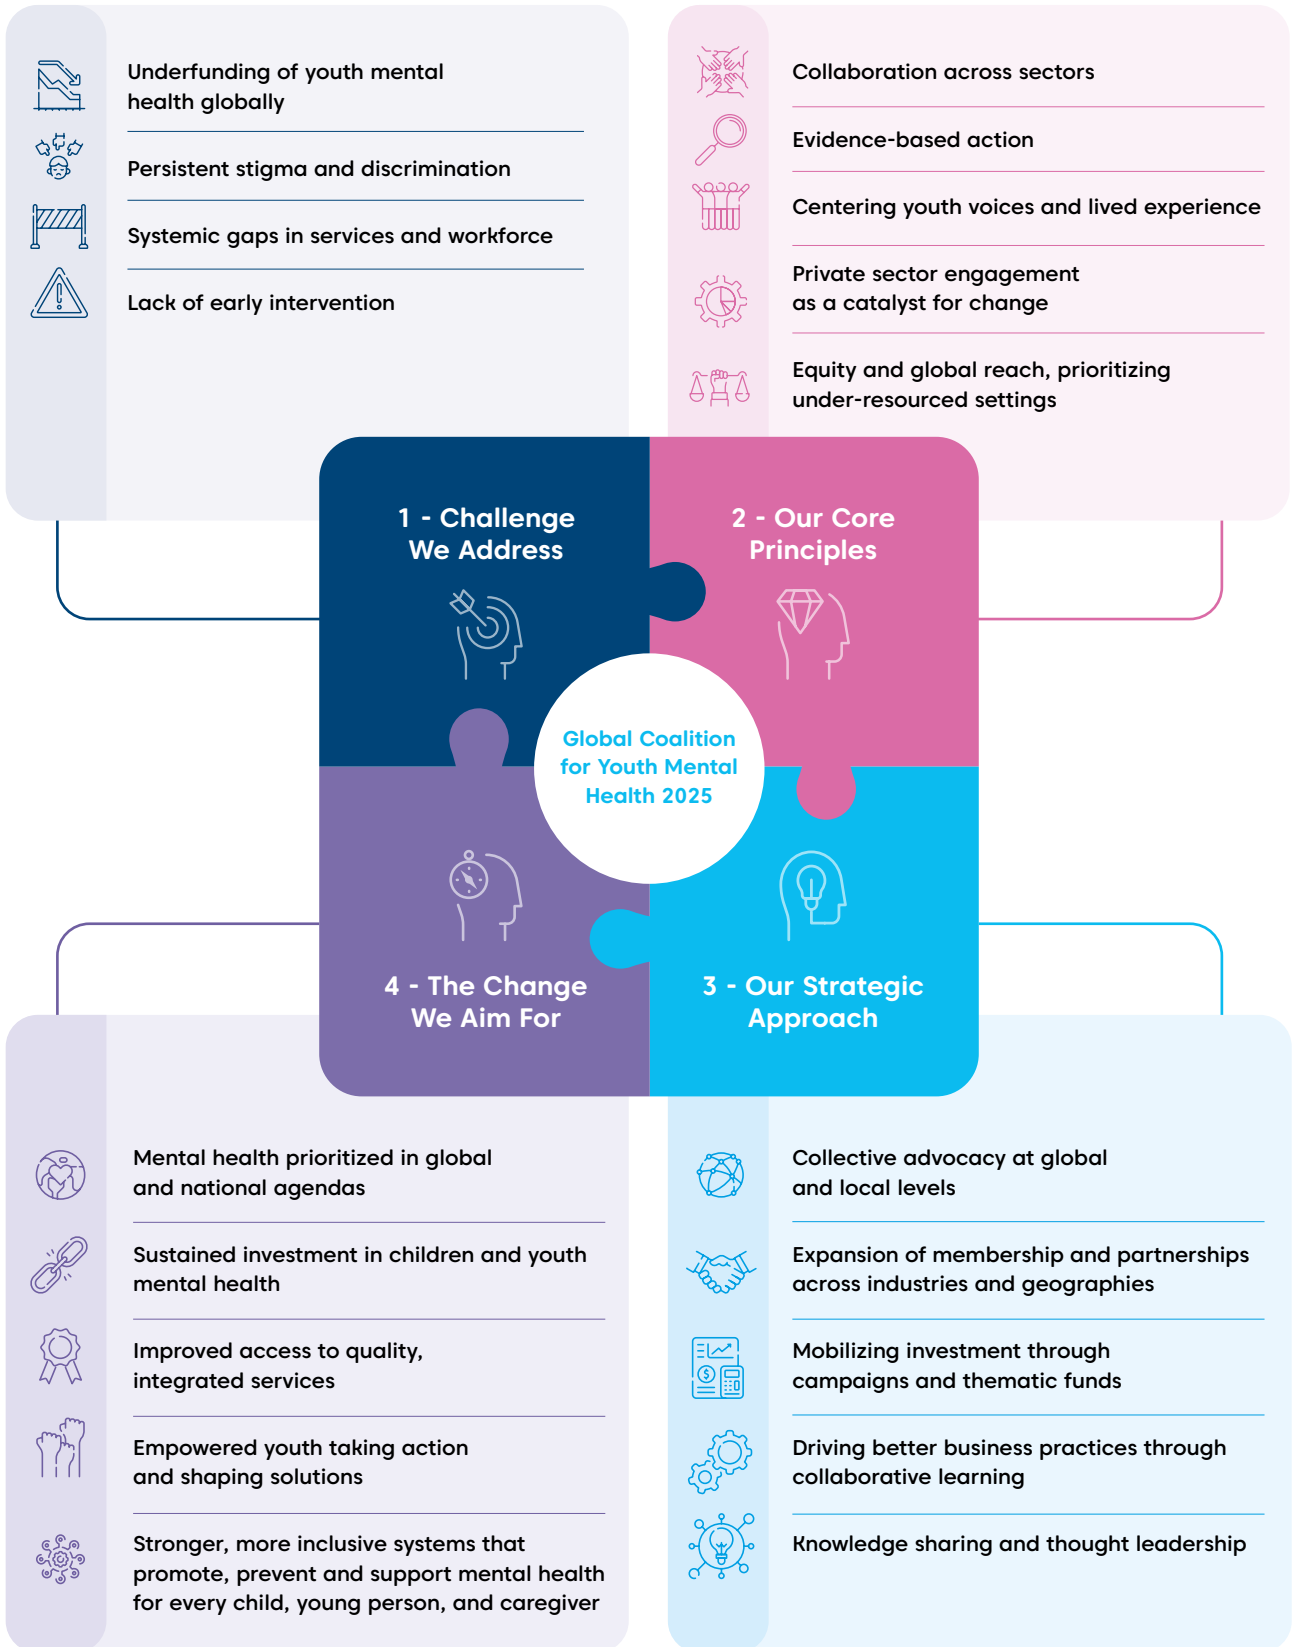 Underfunding of youth mental
health globally
Persistent stigma and discrimination
Systemic gaps in services and workforce
Lack of early intervention
Collaboration across sectors
Evidence-based action
Centering youth voices and lived experience
Private sector engagement
as a catalyst for change
Equity and global reach, prioritizing
under-resourced settings
1 - Challenge
We Address
2 - Our Core
Principles
Global Coalition
for Youth Mental
Health 2025
4 - The Change
We Aim For
3 - Our Strategic
Approach
Mental health prioritized in global
and national agendas
Sustained investment in children and youth
mental health
Improved access to quality,
integrated services
Empowered youth taking action
and shaping solutions
Stronger, more inclusive systems that
promote, prevent and support mental health
for every child, young person, and caregiver
Collective advocacy at global
and local levels
Expansion of membership and partnerships
across industries and geographies
Mobilizing investment through
campaigns and thematic funds
Driving better business practices through
collaborative learning
Knowledge sharing and thought leadership